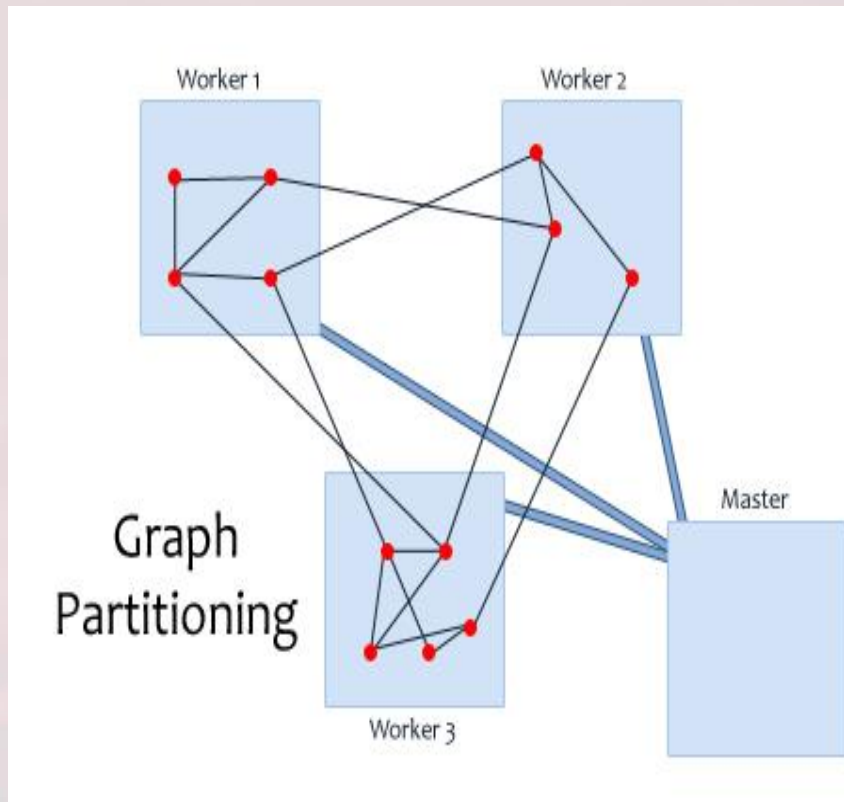 Worker 1
Worker 2
Master
Graph
Partitioning
Worker 3